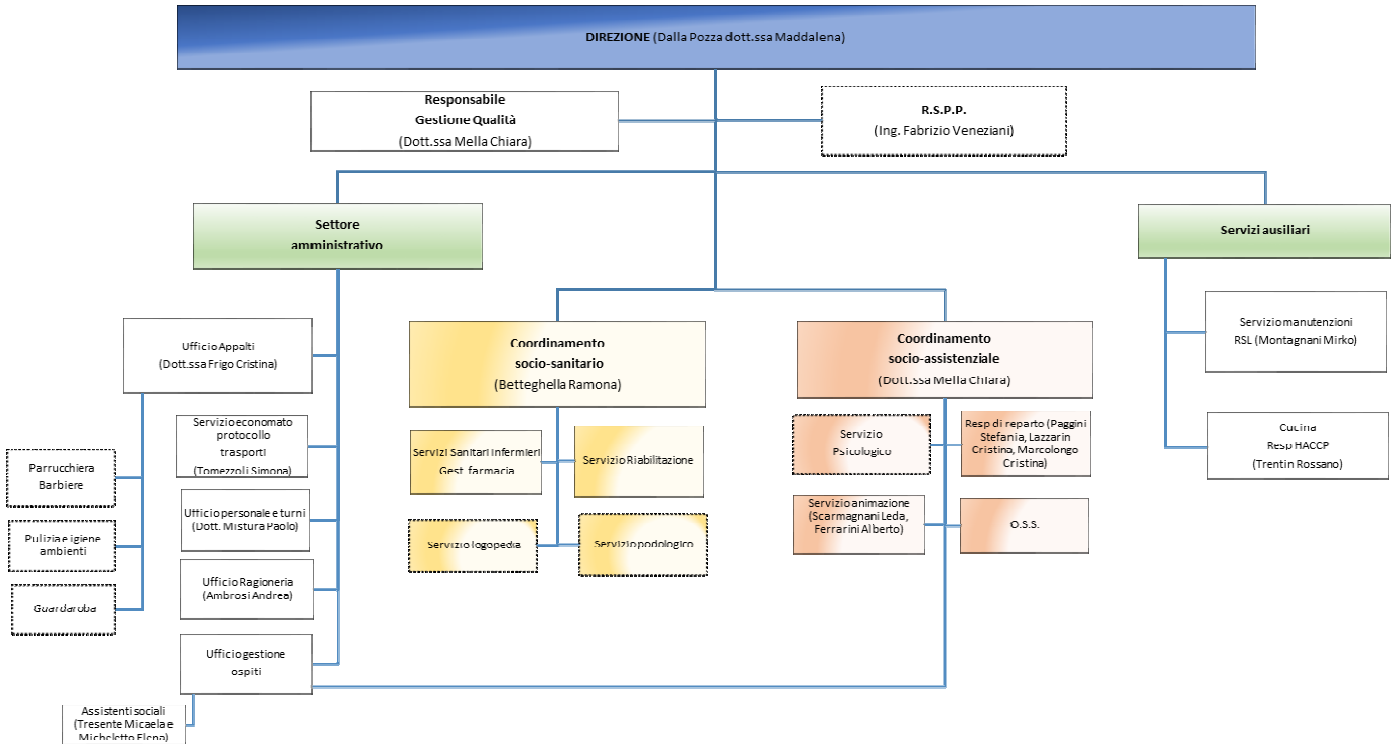 DIREZIONE (Dalla Pozza dott.ssa Maddalena)
Responsabile
Gestione Qualità
(Dott.ssa Mella Chiara)
R.S.P.P.
(Ing. Fabrizio Veneziani)
Settore
amministrativo
Servizi ausiliari
Ufficio Appalti
(Dott.ssa Frigo Cristina)
Servizio economato
protocollo
trasporti
(Tomezzoli Simona)
Ufficio personale e turni
(Dott. Mistura Paolo)
Ufficio Ragioneria
(Ambrosi Andrea)
Ufficio gestione
ospiti
Assistenti sociali
(Tresente Micaela e
Micheletto Elena)
Parrucchiera
Barbiere
Pulizia e igiene
ambienti
Guardaroba
Coordinamento
socio-sanitario
(Betteghella Ramona)
Servizi Sanitari Infermieri
Gest. farmacia
Servizio Riabilitazione
Servizio logopedia
Servizio podologico
Coordinamento
socio-assistenziale
(Dott.ssa Mella Chiara)
Servizio
Psicologico
Resp di reparto (Paggini
Stefania, Lazzarin
Cristina, Marcolongo
Cristina)
Servizio animazione
(Scarmagnani Leda,
Ferrarini Alberto)
O.S.S.
Servizio manutenzioni
RSL (Montagnani Mirko)
Cucina
Resp HACCP
(Trentin Rossano)